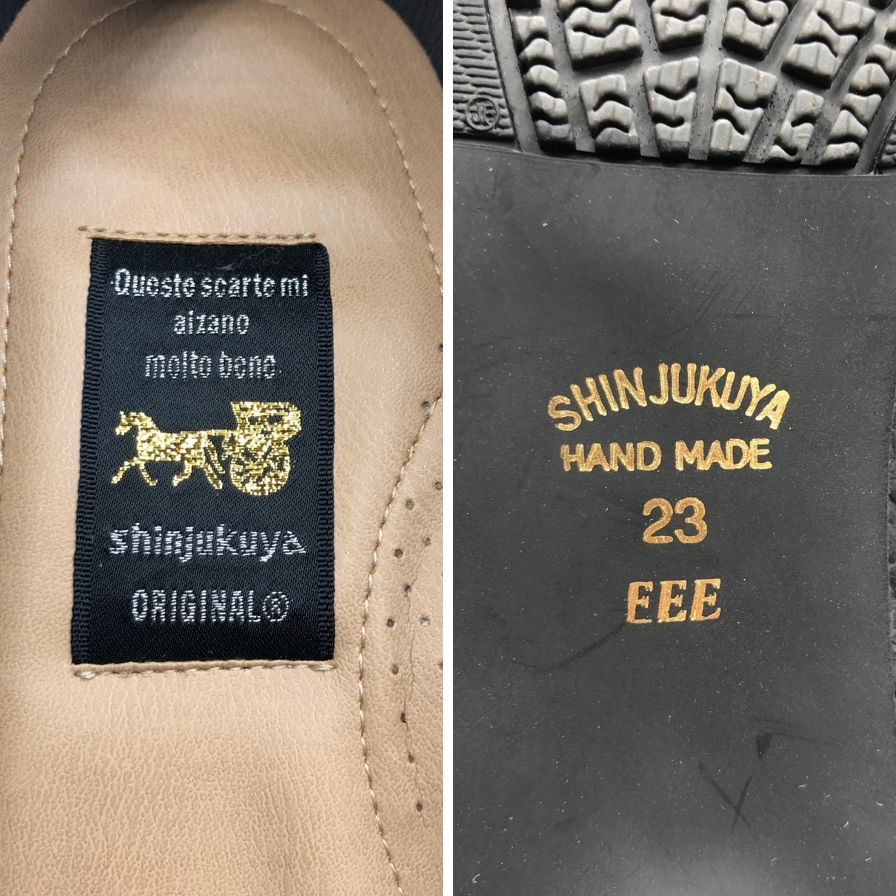 Queste scarte mi
aizano
molto bene
shinjukuya
ORIGINAL®
SHINJUKUYA
HAND MADE
23
EEE